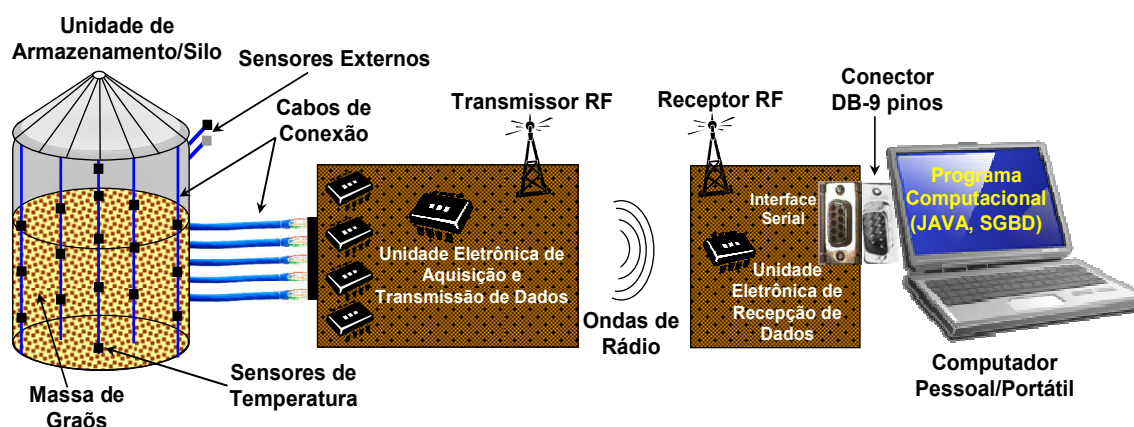 Unidade de
Armazenamento/Silo
Sensores Externos
Cabos de
Conexão
Transmissor RF
Receptor RF
Conector
DB-9 pinos
Programa
Computacional
(JAVA, SGBD)
Interface
Serial
Unidade Eletrônica de
Aquisição e
Transmissão de Dados
Unidade
Eletrônica de
Recepção de
Dados
Ondas de
Rádio
Massa de
Graõs
Sensores de
Temperatura
Computador
Pessoal/Portátil